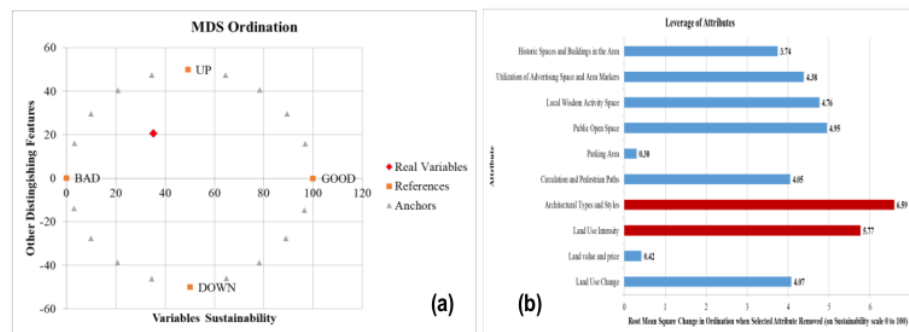 MDS Ordination
60
40
20
0
-20
-40
-60
0 20 40 60 80 100 120
UP
BAD
GOOD
DOWN
Other Distingishing Features
Variables Sustainability
Real Variables
References
Anchors
(a)
Leverage of Attributes
Attribute
Historic Spaces and Buildings in the Area 3.74
Utilization of Advertising Space and Area Markers 4.38
Local Wisdom Activity Space 4.76
Public Open Space 4.95
Parking Area 0.30
Circulation and Pedestrian Paths 4.05
Architectural Types and Styles 6.59
Land Use Intensity 5.77
Land value and price 0.42
Land Use Change 4.07
0 1 2 3 4 5 6
Root Mean Square Change in Ordination when Selected Attribute Removed (on Sustainability scale 0 to 100)
(b)